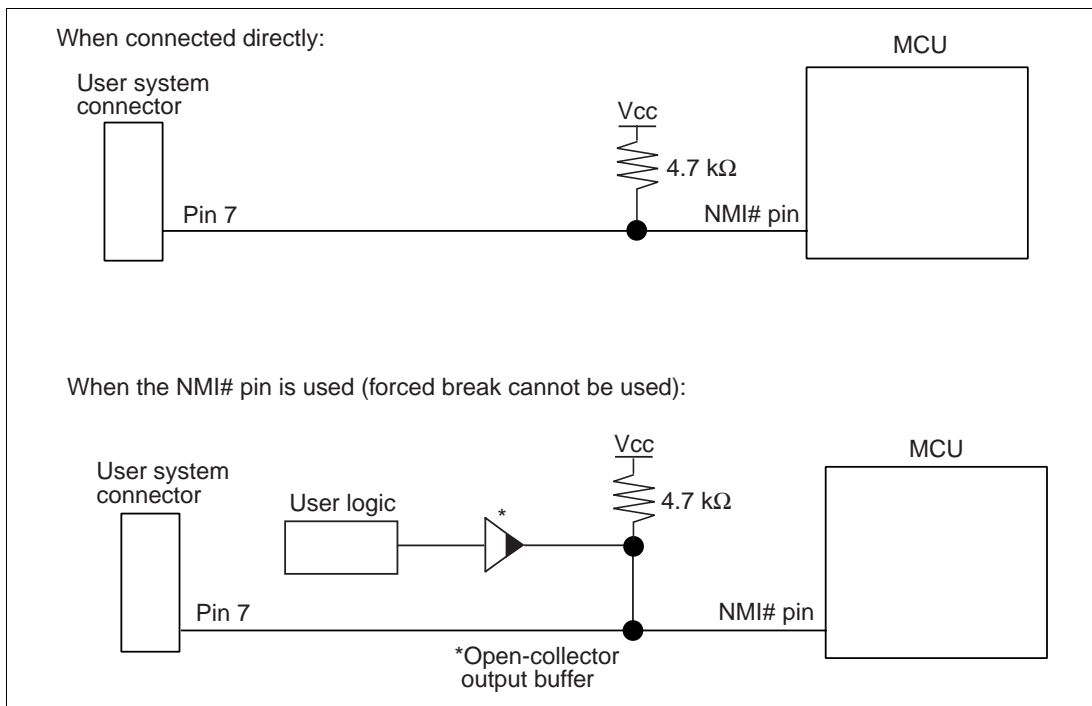 When connected directly:
MCU
User system
connector
Vcc
4.7 kΩ
Pin 7
NMI# pin
When the NMI# pin is used (forced break cannot be used):
Vcc
MCU
User system
connector
User logic
*
4.7 kΩ
Pin 7
NMI# pin
*Open-collector
output buffer